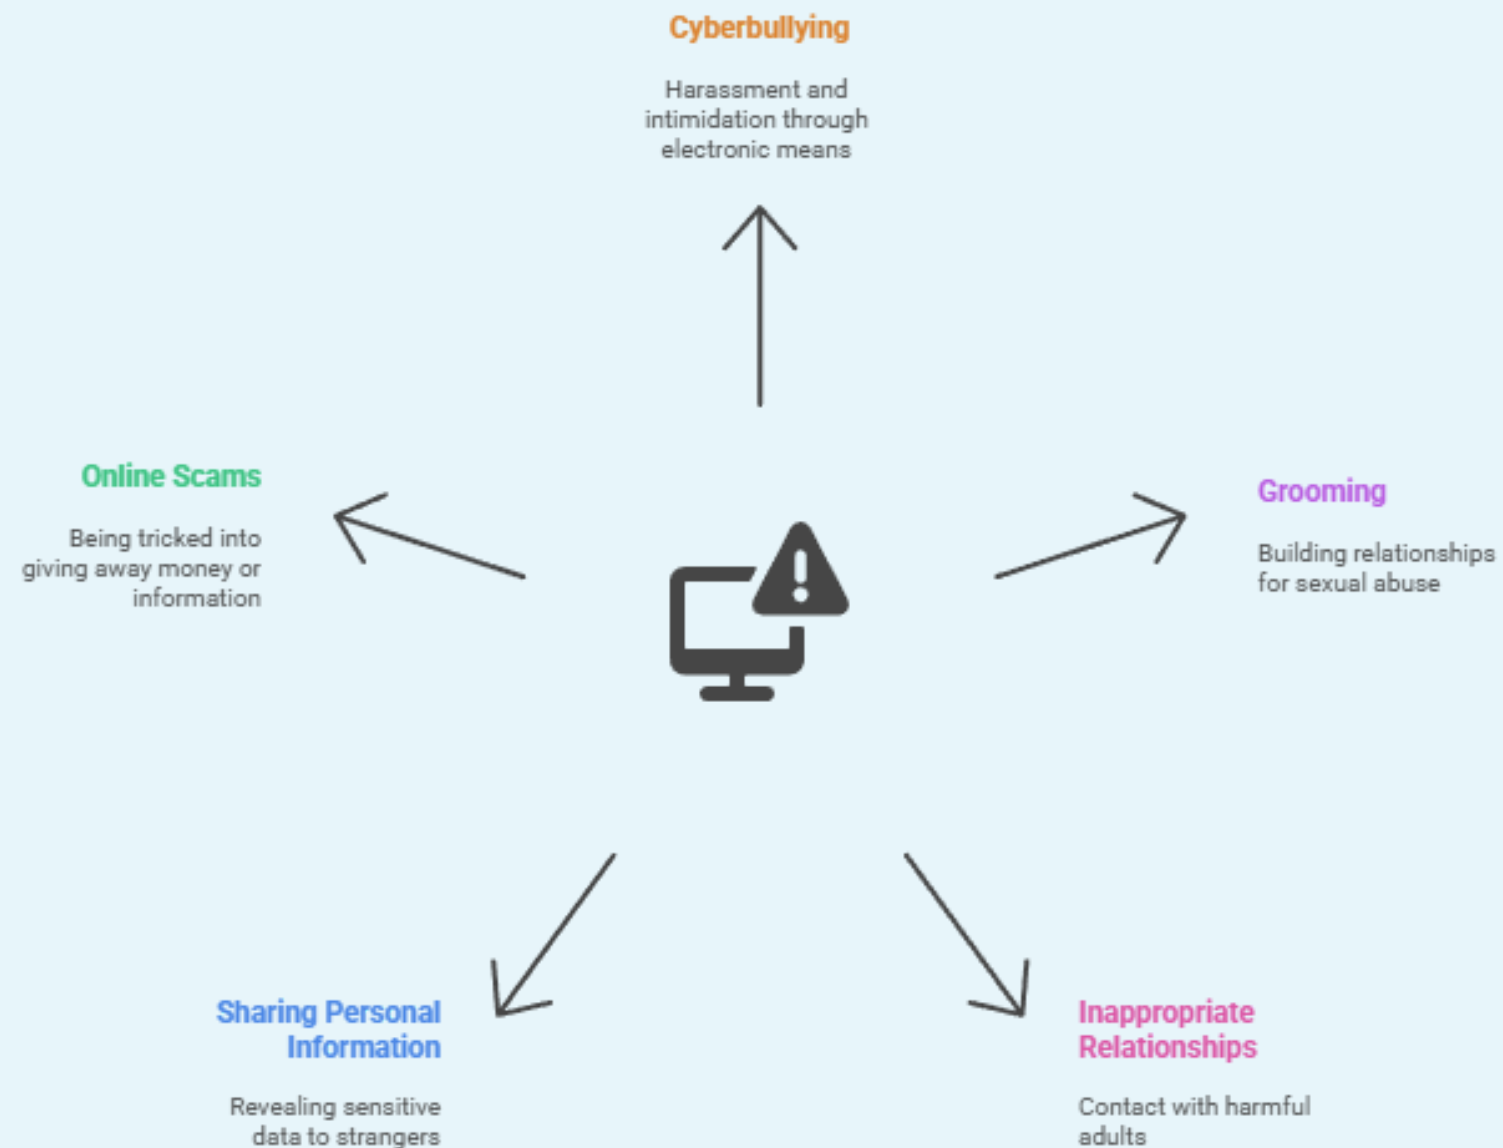 Cyberbullying
Harassment and
intimidation through
electronic means
Online Scams
Being tricked into
giving away money or
information
Grooming
Building relationships
for sexual abuse
Sharing Personal
Information
Revealing sensitive
data to strangers
Inappropriate
Relationships
Contact with harmful
adults